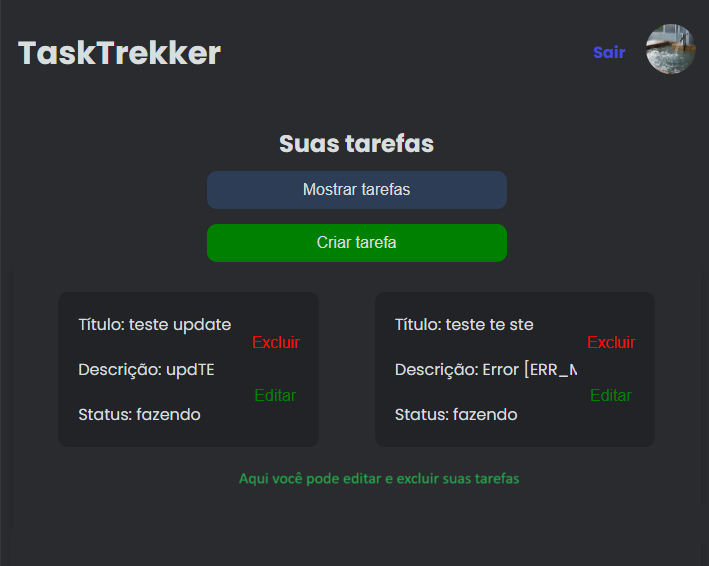 TaskTrekker
Sair
Suas tarefas
Mostrar tarefas
Criar tarefa
Título: teste update
Excluir
Descrição: updTE
Editar
Status: fazendo
Título: teste te ste
Excluir
Descrição: Error [ERR_M
Editar
Status: fazendo
Aqui você pode editar e excluir suas tarefas